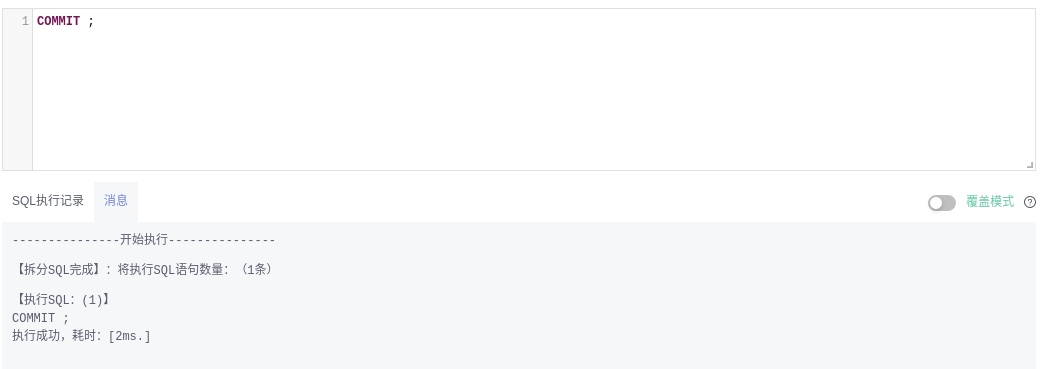 1 COMMIT ;
SQL执行记录 消息 覆盖模式 ?
---------------开始执行---------------
【拆分SQL完成】：将执行SQL语句数量：（1条）
【执行SQL：(1)】
COMMIT ;
执行成功，耗时：[2ms.]